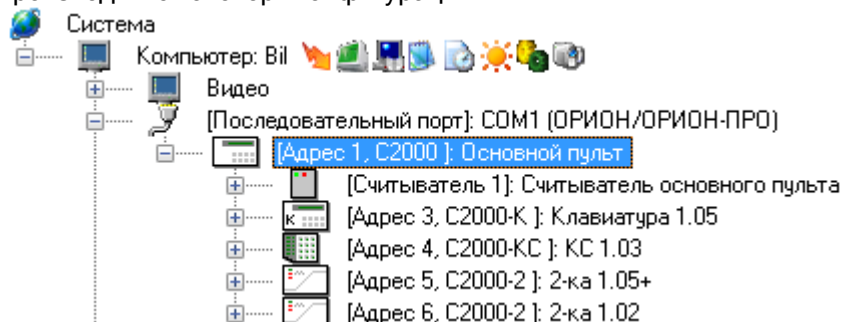 Система
Компьютер: Bil
Видео
[Последовательный порт]: COM1 (ОРИОН/ОРИОН-ПРО)
[Адрес 1, С2000 ]: Основной пульт
[Считыватель 1]: Считыватель основного пульта
[Адрес 3, С2000-К ]: Клавиатура 1.05
[Адрес 4, С2000-КС ]: КС 1.03
[Адрес 5, С2000-2 ]: 2-ка 1.05+
[Адрес 6, С2000-2 ]: 2-ка 1.02